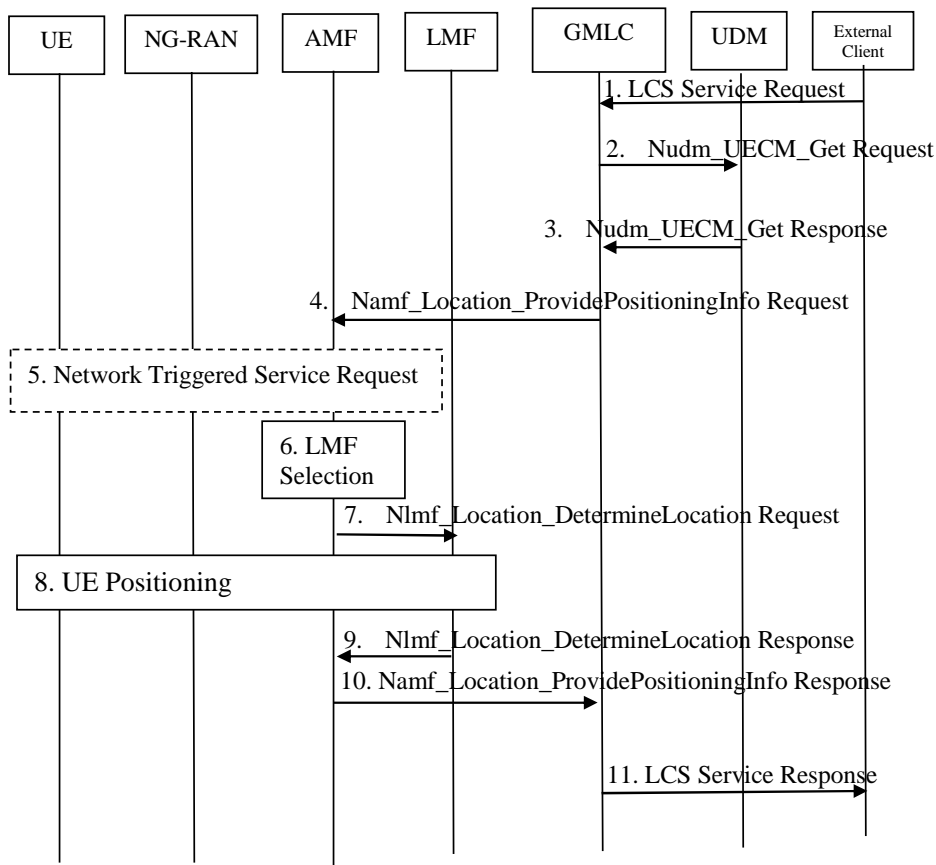 UE
NG-RAN
AMF
LMF
GMLC
UDM
External
Client
1. LCS Service Request
2. Nudm_UECM_Get Request
3. Nudm_UECM_Get Response
4. Namf_Location_ProvidePositioningInfo Request
5. Network Triggered Service Request
6. LMF
Selection
7. Nlmf_Location_DetermineLocation Request
8. UE Positioning
9. Nlmf_Location_DetermineLocation Response
10. Namf_Location_ProvidePositioningInfo Response
11. LCS Service Response